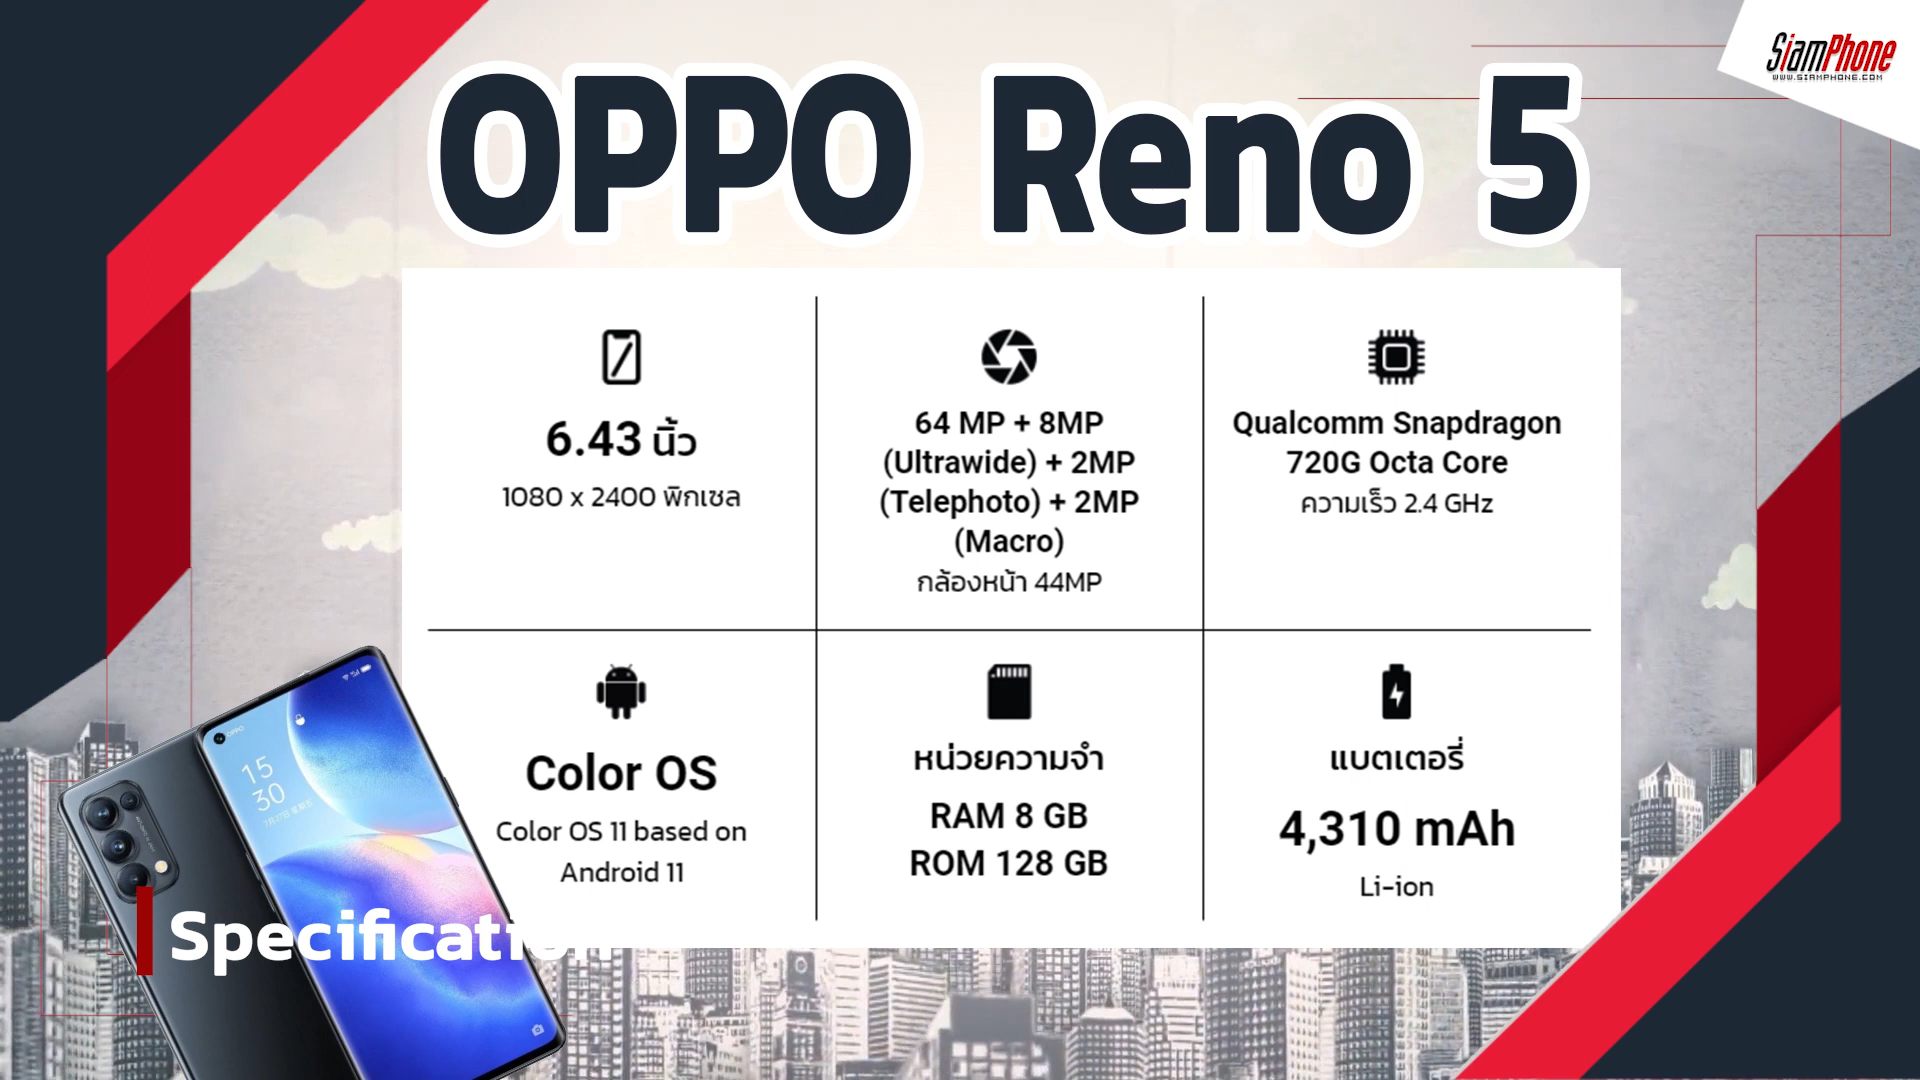 SiamPhone
WWW.SIAMPHONE.COM
OPPO Reno 5
6.43 นิ้ว
1080 x 2400 พิกเซล
64 MP + 8MP
(Ultrawide) + 2MP
(Telephoto) + 2MP
(Macro)
กล้องหน้า 44MP
Qualcomm Snapdragon
720G Octa Core
ความเร็ว 2.4 GHz
Color OS
Color OS 11 based on
Android 11
หน่วยความจำ
RAM 8 GB
ROM 128 GB
แบตเตอรี่
4,310 mAh
Li-ion
OPPO
15
30
Specification